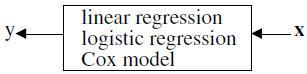 y
linear regression
logistic regression
Cox model
x